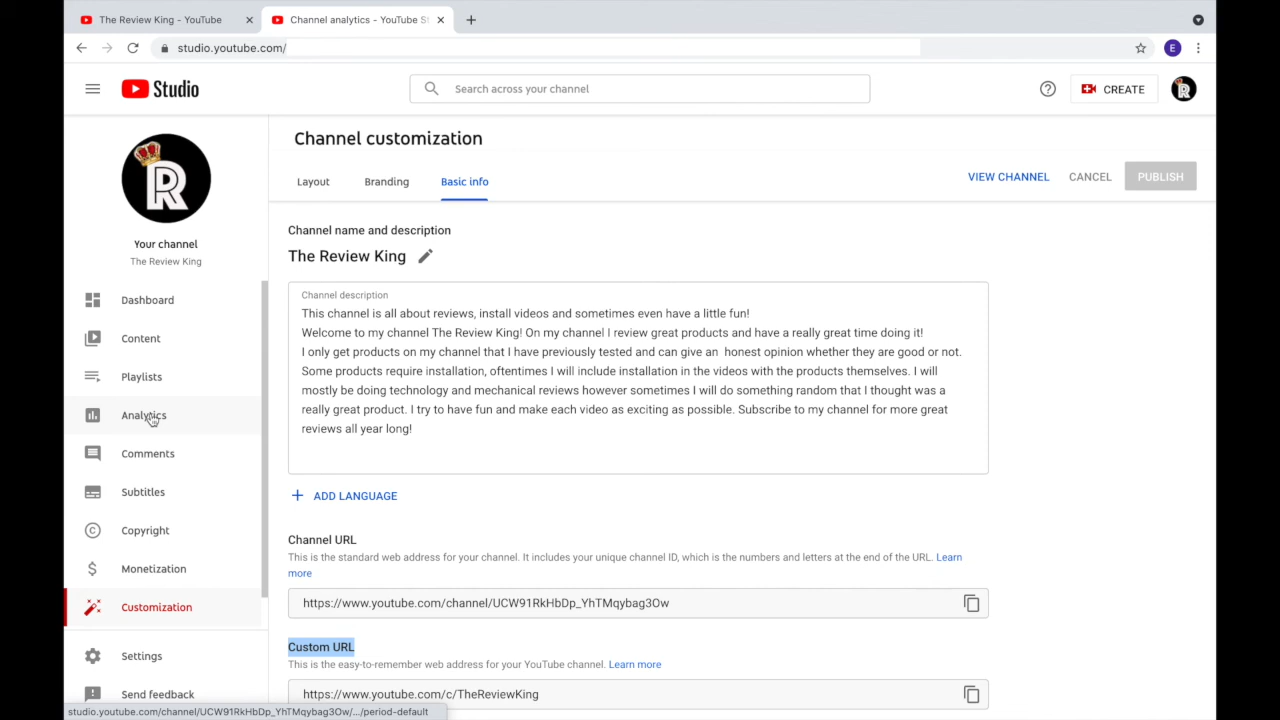 The Review King - YouTube
Channel analytics - YouTube S
studio.youtube.com/
E
Studio
Search across your channel
CREATE
R
R
Your channel
The Review King
Dashboard
Content
Playlists
Analytics
Comments
Subtitles
Copyright
Monetization
Customization
Settings
Send feedback
Channel customization
Layout
Branding
Basic info
VIEW CHANNEL
CANCEL
PUBLISH
Channel name and description
The Review King
Channel description
This channel is all about reviews, install videos and sometimes even have a little fun!
Welcome to my channel The Review King! On my channel I review great products and have a really great time doing it!
I only get products on my channel that I have previously tested and can give an  honest opinion whether they are good or not.
Some products require installation, oftentimes I will include installation in the videos with the products themselves. I will
mostly be doing technology and mechanical reviews however sometimes I will do something random that I thought was a
really great product. I try to have fun and make each video as exciting as possible. Subscribe to my channel for more great
reviews all year long!
ADD LANGUAGE
Channel URL
This is the standard web address for your channel. It includes your unique channel ID, which is the numbers and letters at the end of the URL. Learn
more
https://www.youtube.com/channel/UCW91RkHbDp_YhTMqybag3Ow
Custom URL
This is the easy-to-remember web address for your YouTube channel. Learn more
https://www.youtube.com/c/TheReviewKing
studio.youtube.com/channel/UCW91RkHbDp_YhTMqybag3Ow/.../period-default